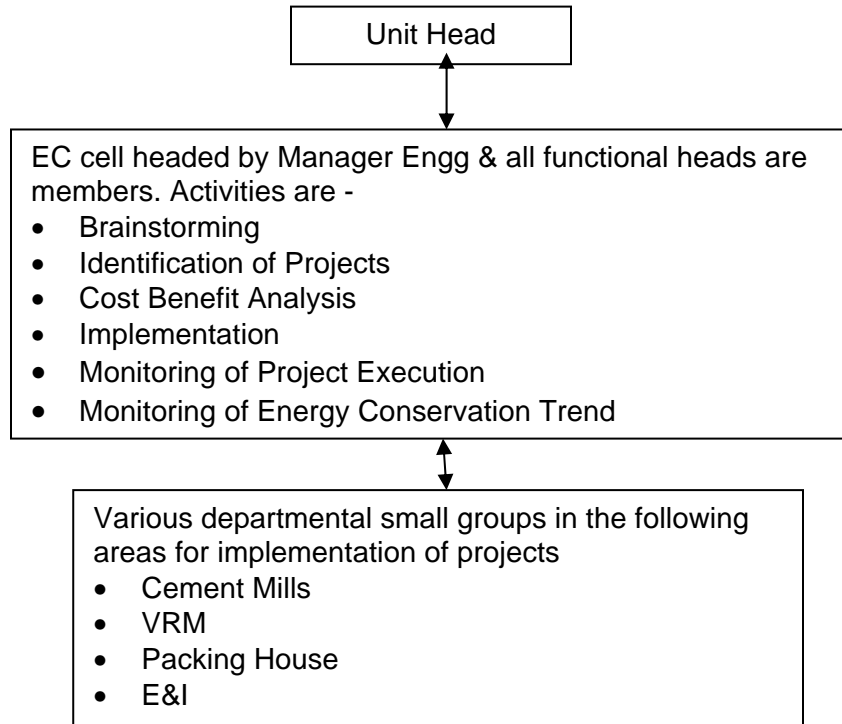 Unit Head
EC cell headed by Manager Engg & all functional heads are
members. Activities are -
• Brainstorming
• Identification of Projects
• Cost Benefit Analysis
• Implementation
• Monitoring of Project Execution
• Monitoring of Energy Conservation Trend
Various departmental small groups in the following
areas for implementation of projects
• Cement Mills
• VRM
• Packing House
• E&I